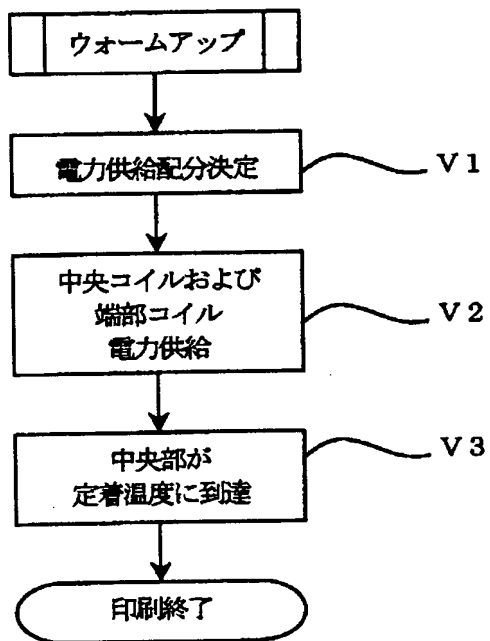 ウォームアップ
電力供給配分決定
V1
中央コイルおよび
端部コイル
電力供給
V2
中央部が
定着温度に到達
V3
印刷終了